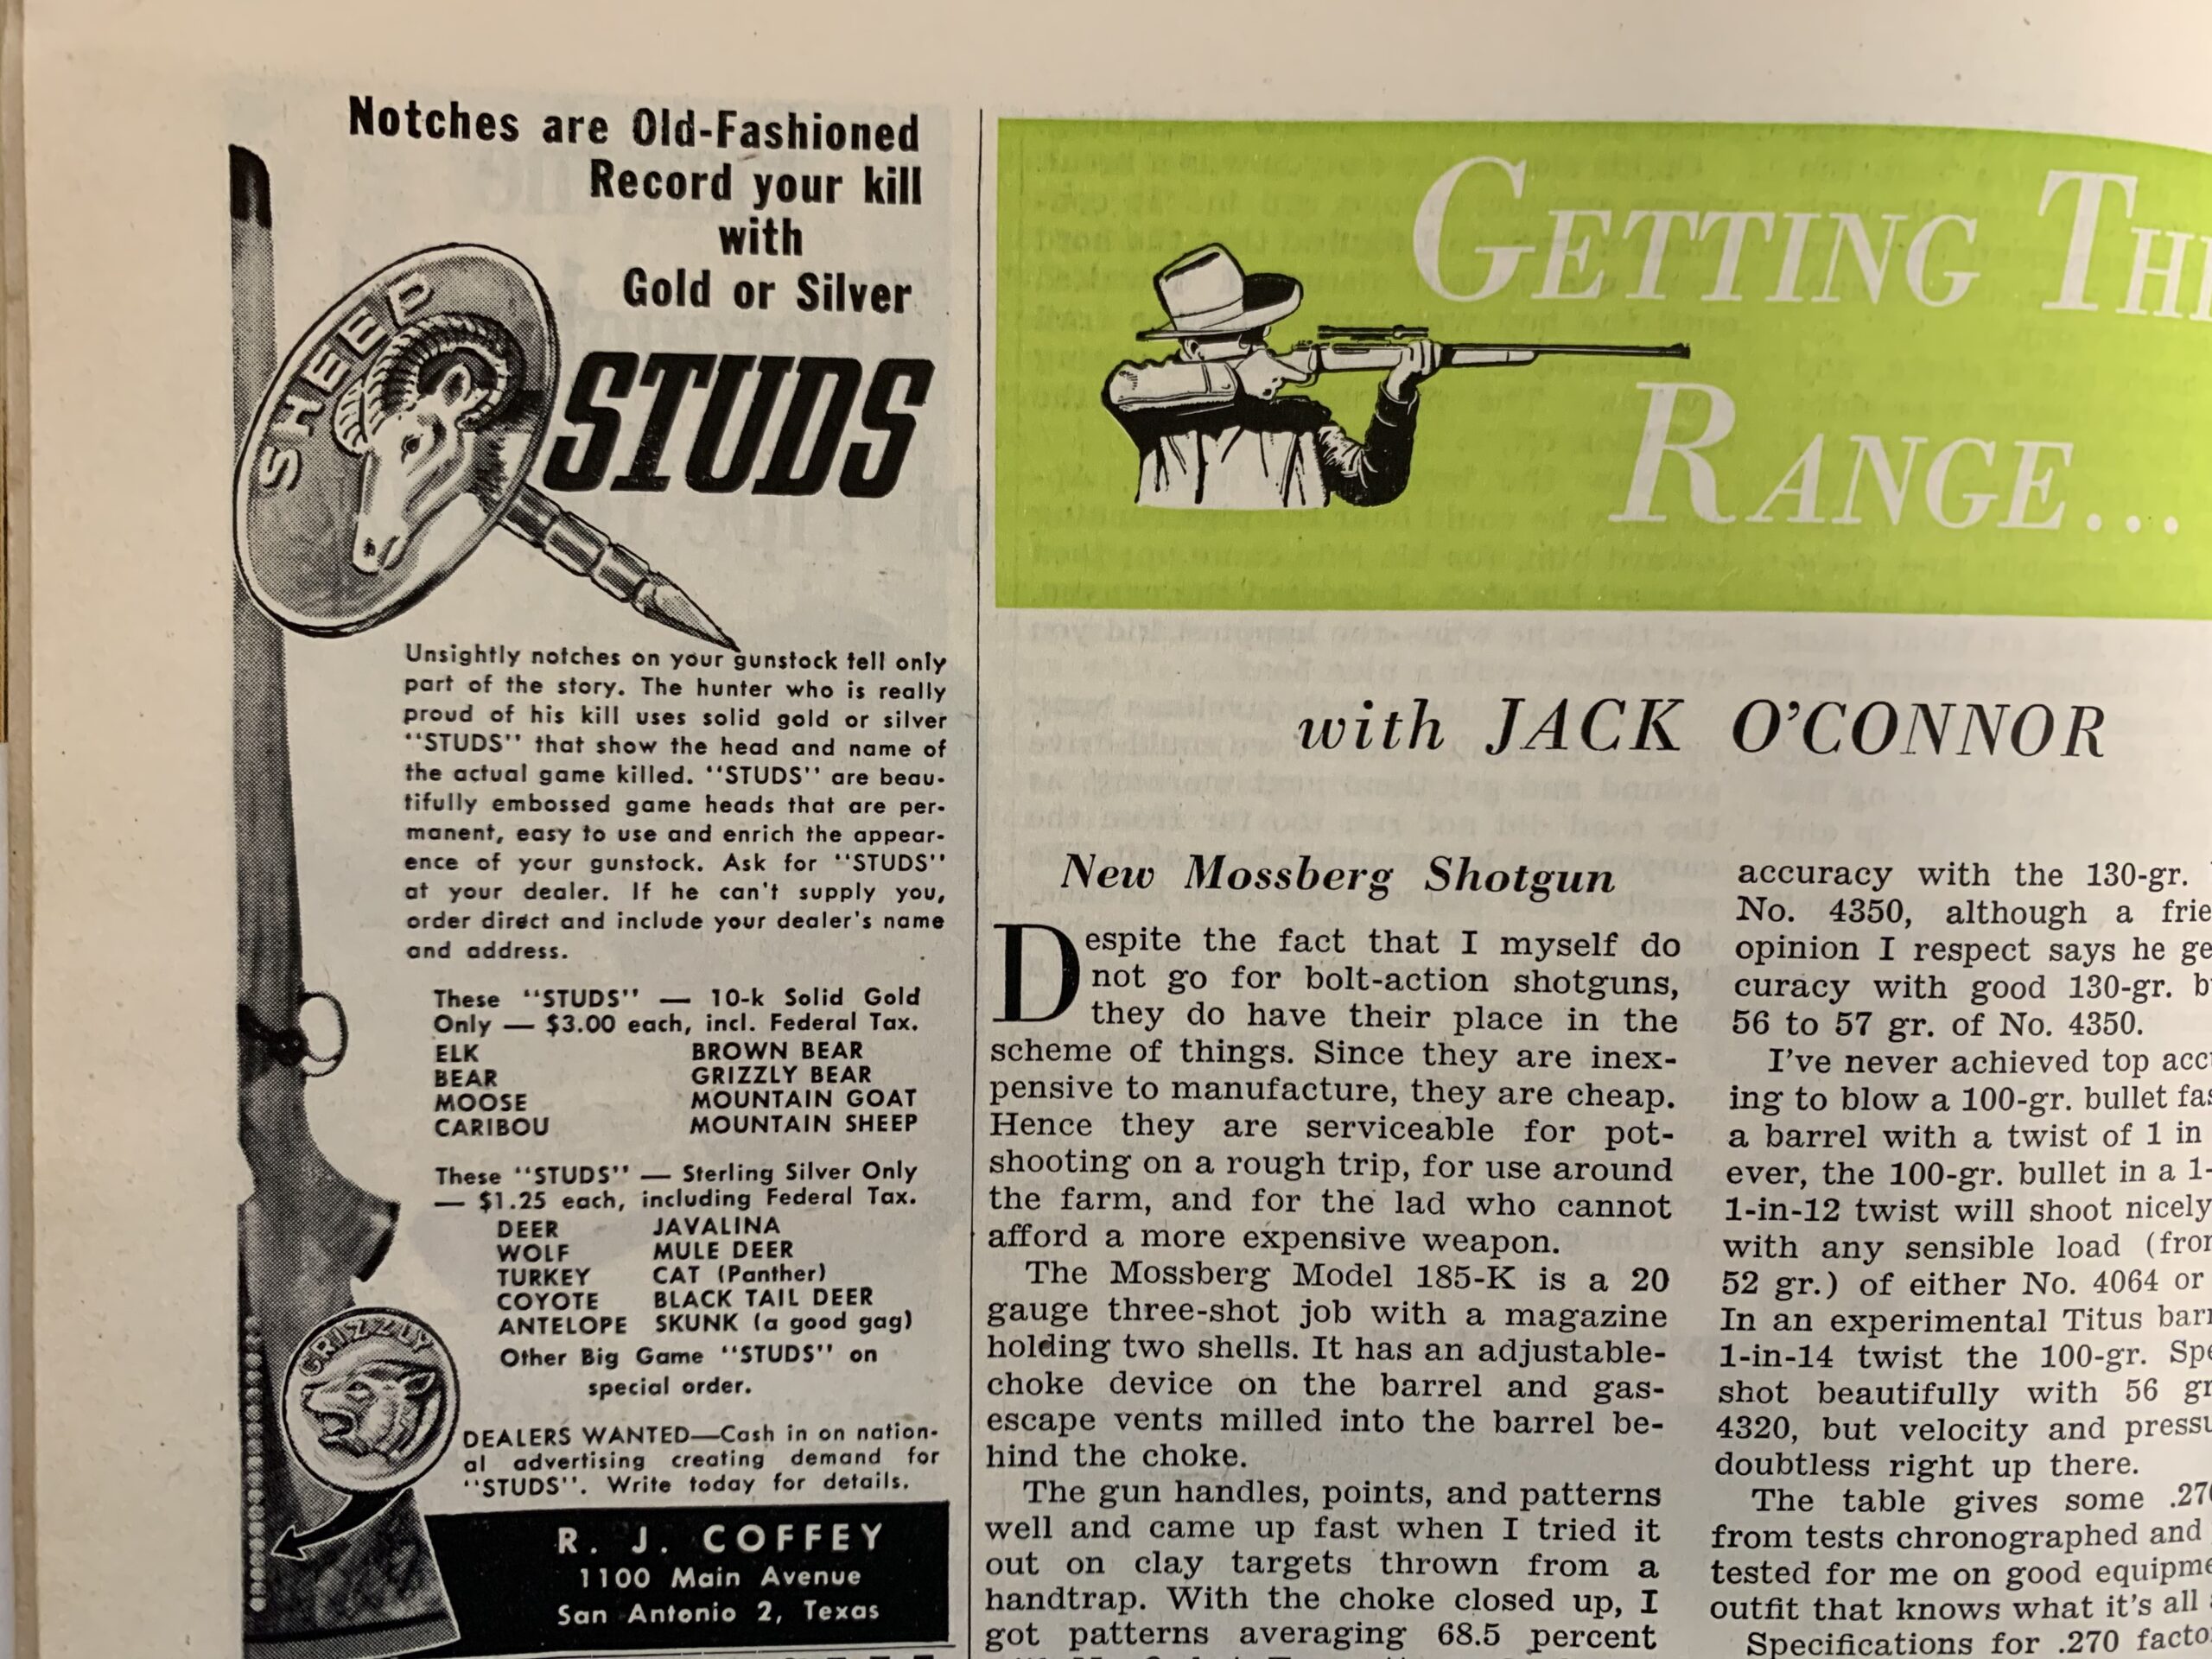 Notches are Old-Fashioned
Record your kill
with
Gold or Silver
STUDS
SHEEP
Unsightly notches on your gunstock tell only
part of the story. The hunter who is really
proud of his kill uses solid gold or silver
"STUDS" that show the head and name of
the actual game killed. "STUDS" are beau-
tifully embossed game heads that are per-
manent, easy to use and enrich the appear-
ence of your gunstock. Ask for "STUDS"
at your dealer. If he can't supply you,
order direct and include your dealer's name
and address.
These "STUDS" — 10-k Solid Gold
Only — $3.00 each, incl. Federal Tax.
ELK BROWN BEAR
BEAR GRIZZLY BEAR
MOOSE MOUNTAIN GOAT
CARIBOU MOUNTAIN SHEEP
These "STUDS" — Sterling Silver Only
— $1.25 each, including Federal Tax.
DEER JAVALINA
WOLF MULE DEER
TURKEY CAT (Panther)
COYOTE BLACK TAIL DEER
ANTELOPE SKUNK (a good gag)
Other Big Game "STUDS" on
special order.
GRIZZLY
DEALERS WANTED—Cash in on nation-
al advertising creating demand for
"STUDS". Write today for details.
R. J. COFFEY
1100 Main Avenue
San Antonio 2, Texas
GETTING
RANGE...
with JACK O'CONNOR
New Mossberg Shotgun
Despite the fact that I myself do
not go for bolt-action shotguns,
they do have their place in the
scheme of things. Since they are inex-
pensive to manufacture, they are cheap.
Hence they are serviceable for pot-
shooting on a rough trip, for use around
the farm, and for the lad who cannot
afford a more expensive weapon.
The Mossberg Model 185-K is a 20
gauge three-shot job with a magazine
holding two shells. It has an adjustable-
choke device on the barrel and gas-
escape vents milled into the barrel be-
hind the choke.
The gun handles, points, and patterns
well and came up fast when I tried it
out on clay targets thrown from a
handtrap. With the choke closed up, I
got patterns averaging 68.5 percent
accuracy with the 130-gr.
No. 4350, although a frie
opinion I respect says he ge
curacy with good 130-gr. b
56 to 57 gr. of No. 4350.
I've never achieved top acc
ing to blow a 100-gr. bullet fas
a barrel with a twist of 1 in
ever, the 100-gr. bullet in a 1-
1-in-12 twist will shoot nicely
with any sensible load (fror
52 gr.) of either No. 4064 or
In an experimental Titus barr
1-in-14 twist the 100-gr. Spe
shot beautifully with 56 gr
4320, but velocity and pressu
doubtless right up there.
The table gives some .270
from tests chronographed and
tested for me on good equipme
outfit that knows what it's all
Specifications for .270 facto